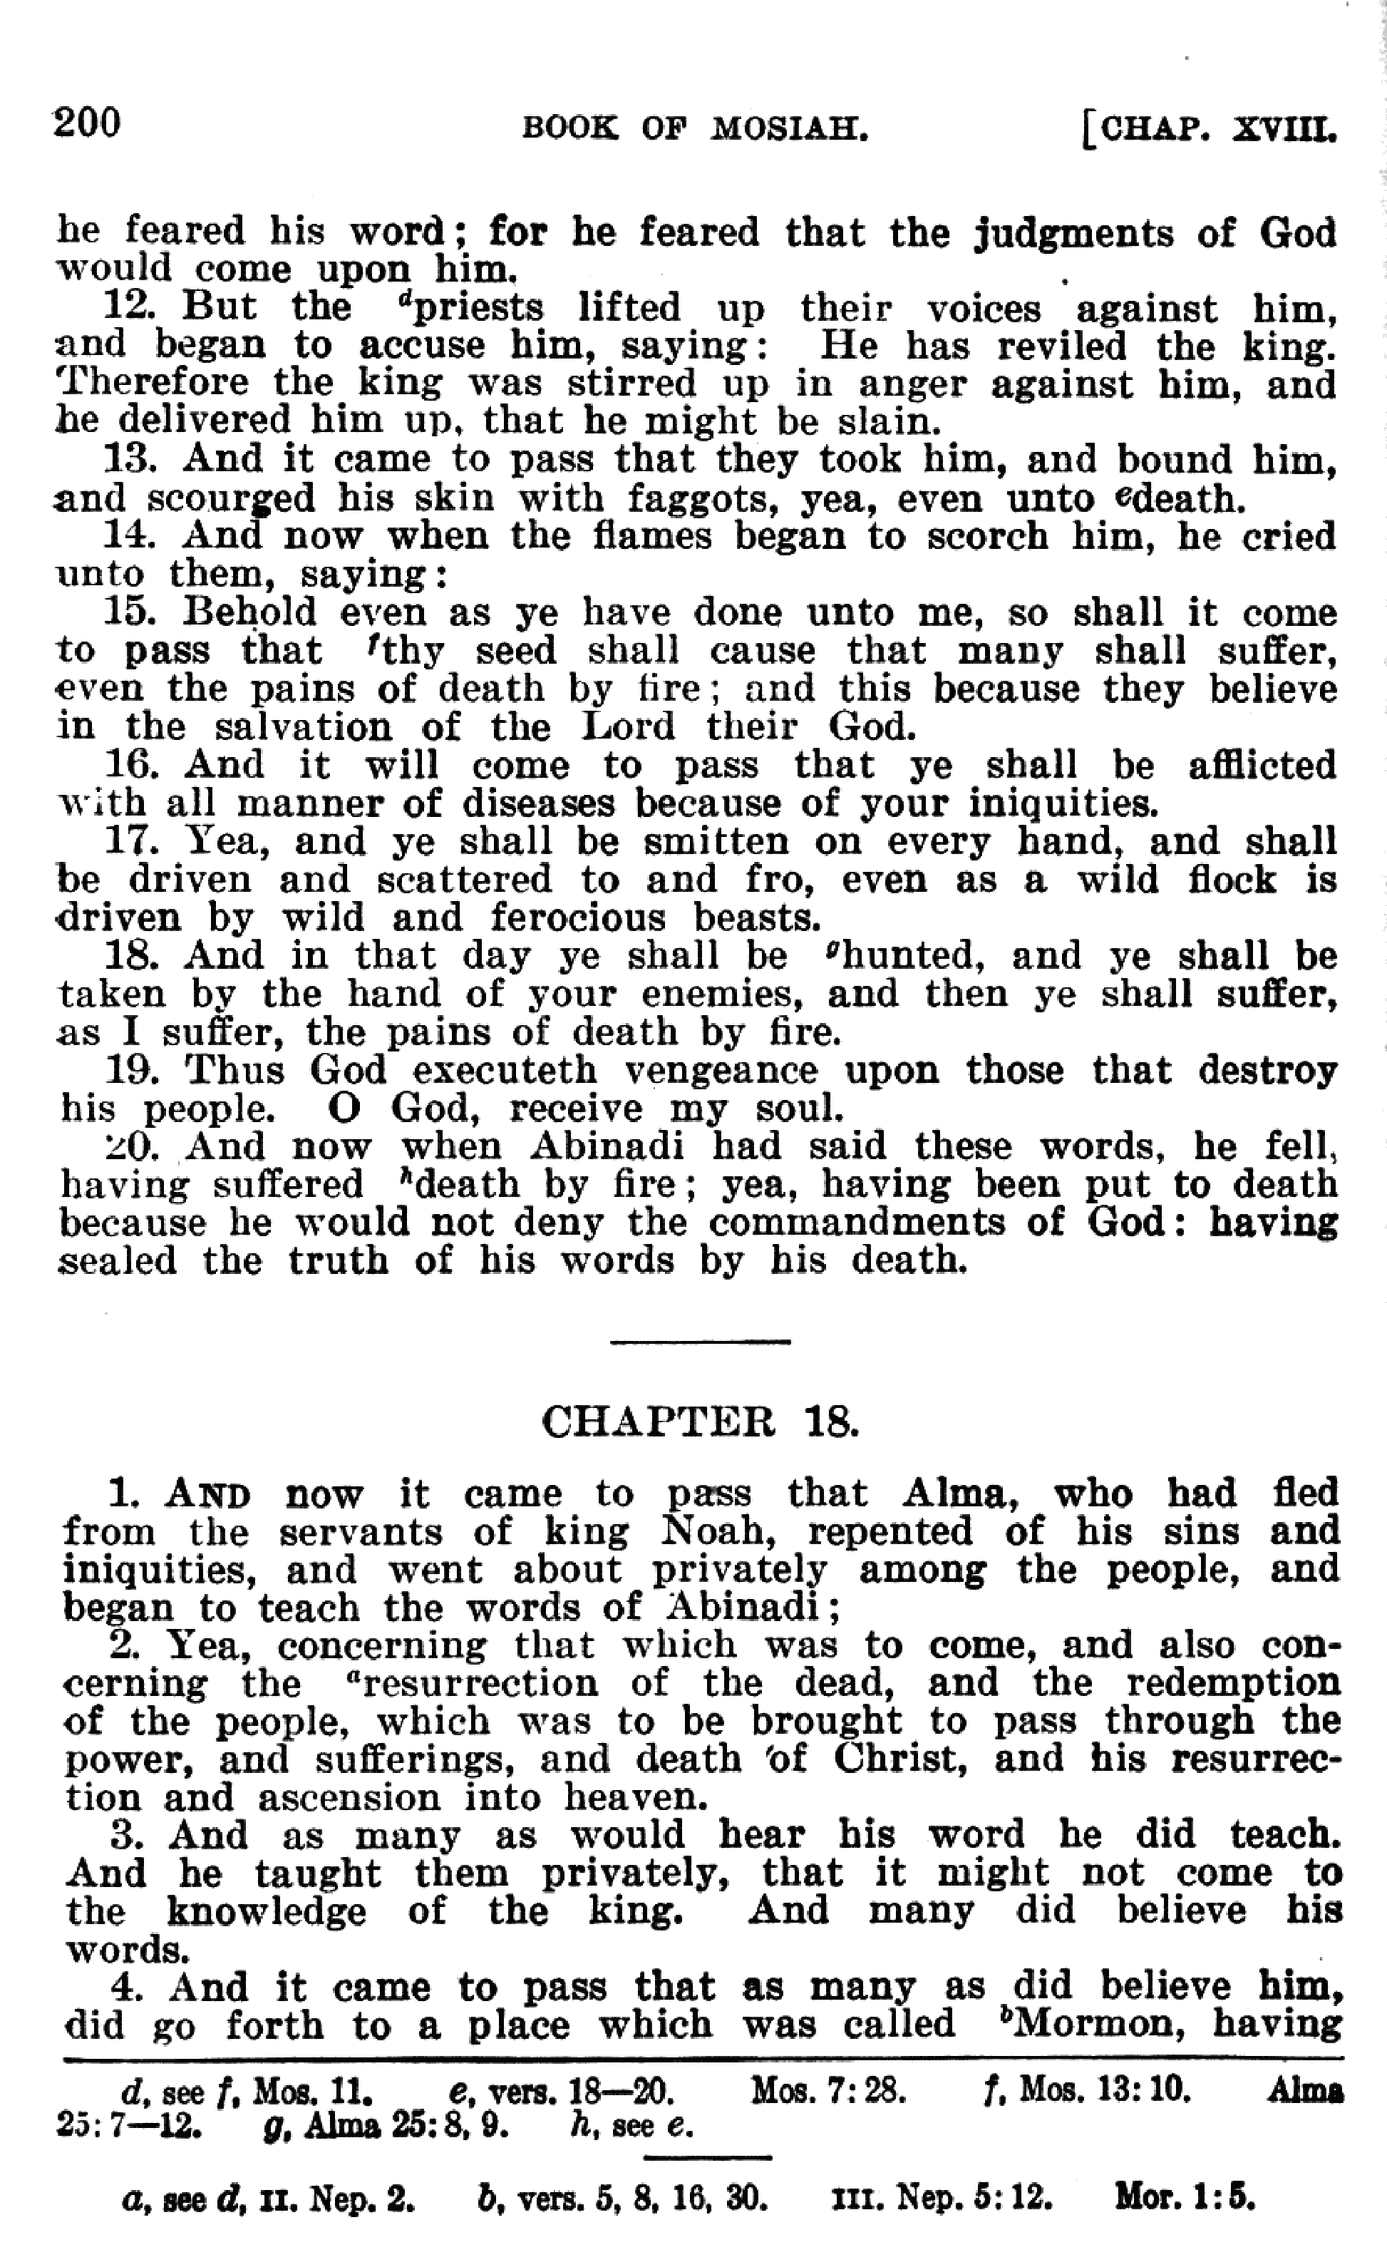 200 BOOK OF MOSIAH. [CHAP. XVIII.
he feared his word; for he feared that the judgments of God
would come upon him.
12. But the dpriests lifted up their voices against him,
and began to accuse him, saying: He has reviled the king.
Therefore the king was stirred up in anger against him, and
he delivered him up, that he might be slain.
13. And it came to pass that they took him, and bound him,
and scourged his skin with faggots, yea, even unto edeath.
14. And now when the flames began to scorch him, he cried
unto them, saying:
15. Behold even as ye have done unto me, so shall it come
to pass that fthy seed shall cause that many shall suffer,
even the pains of death by fire; and this because they believe
in the salvation of the Lord their God.
16. And it will come to pass that ye shall be afflicted
with all manner of diseases because of your iniquities.
17. Yea, and ye shall be smitten on every hand, and shall
be driven and scattered to and fro, even as a wild flock is
driven by wild and ferocious beasts.
18. And in that day ye shall be ghunted, and ye shall be
taken by the hand of your enemies, and then ye shall suffer,
as I suffer, the pains of death by fire.
19. Thus God executeth vengeance upon those that destroy
his people. O God, receive my soul.
20. And now when Abinadi had said these words, he fell,
having suffered hdeath by fire; yea, having been put to death
because he would not deny the commandments of God: having
sealed the truth of his words by his death.
CHAPTER 18.
1. AND now it came to pass that Alma, who had fled
from the servants of king Noah, repented of his sins and
iniquities, and went about privately among the people, and
began to teach the words of Abinadi;
2. Yea, concerning that which was to come, and also con-
cerning the aresurrection of the dead, and the redemption
of the people, which was to be brought to pass through the
power, and sufferings, and death of Christ, and his resurrec-
tion and ascension into heaven.
3. And as many as would hear his word he did teach.
And he taught them privately, that it might not come to
the knowledge of the king. And many did believe his
words.
4. And it came to pass that as many as did believe him,
did go forth to a place which was called bMormon, having
d, see f, Mos. 11. e, vers. 18—20. Mos. 7:28. f, Mos. 13:10. Alma
25:7—12. g, Alma 25:8, 9. h, see e.
a, see d, II. Nep. 2. b, vers. 5, 8, 16, 30. III. Nep. 5:12. Mor. 1:5.